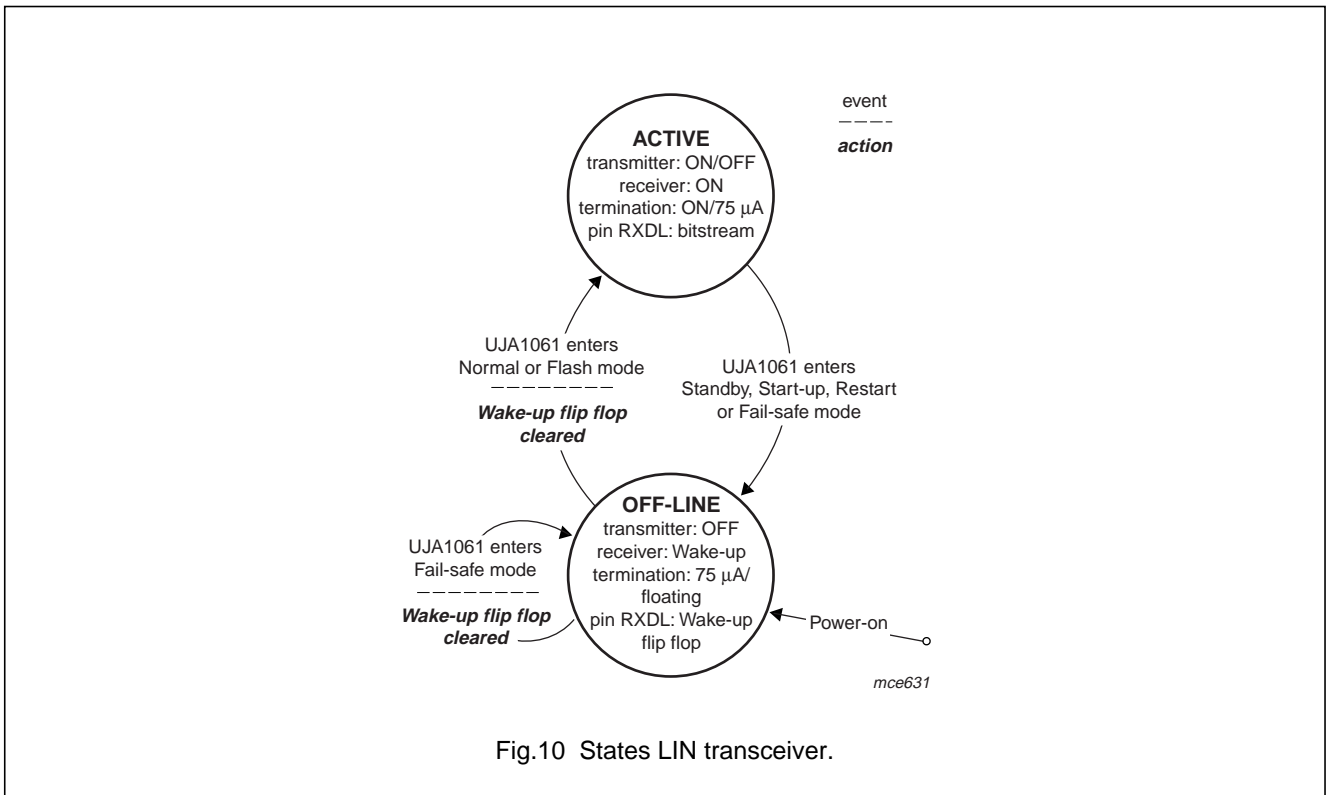 event
action
ACTIVE
transmitter: ON/OFF
receiver: ON
termination: ON/75 μA
pin RXDL: bitstream
UJA1061 enters
Normal or Flash mode
Wake-up flip flop
cleared
UJA1061 enters
Standby, Start-up, Restart
or Fail-safe mode
OFF-LINE
transmitter: OFF
receiver: Wake-up
termination: 75 μA/
floating
pin RXDL: Wake-up
flip flop
UJA1061 enters
Fail-safe mode
Wake-up flip flop
cleared
Power-on
mce631
Fig.10 States LIN transceiver.